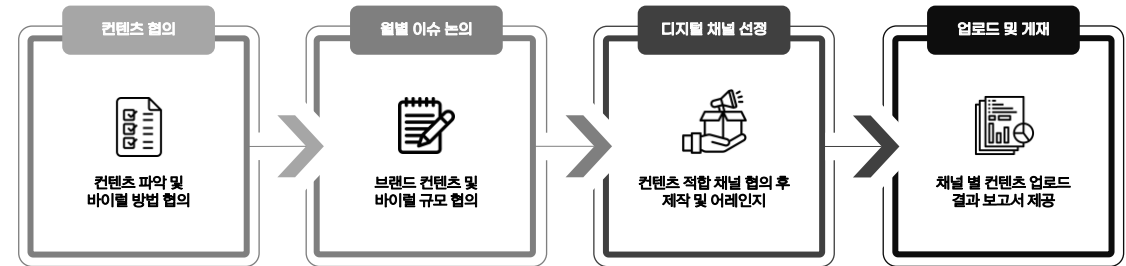 컨텐츠 협의
컨텐츠 파악 및
바이럴 방법 협의
월별 이슈 논의
브랜드 컨텐츠 및
바이럴 규모 협의
디지털 채널 선정
컨텐츠 적합 채널 협의 후
제작 및 어레인지
업로드 및 게재
채널 별 컨텐츠 업로드
결과 보고서 제공